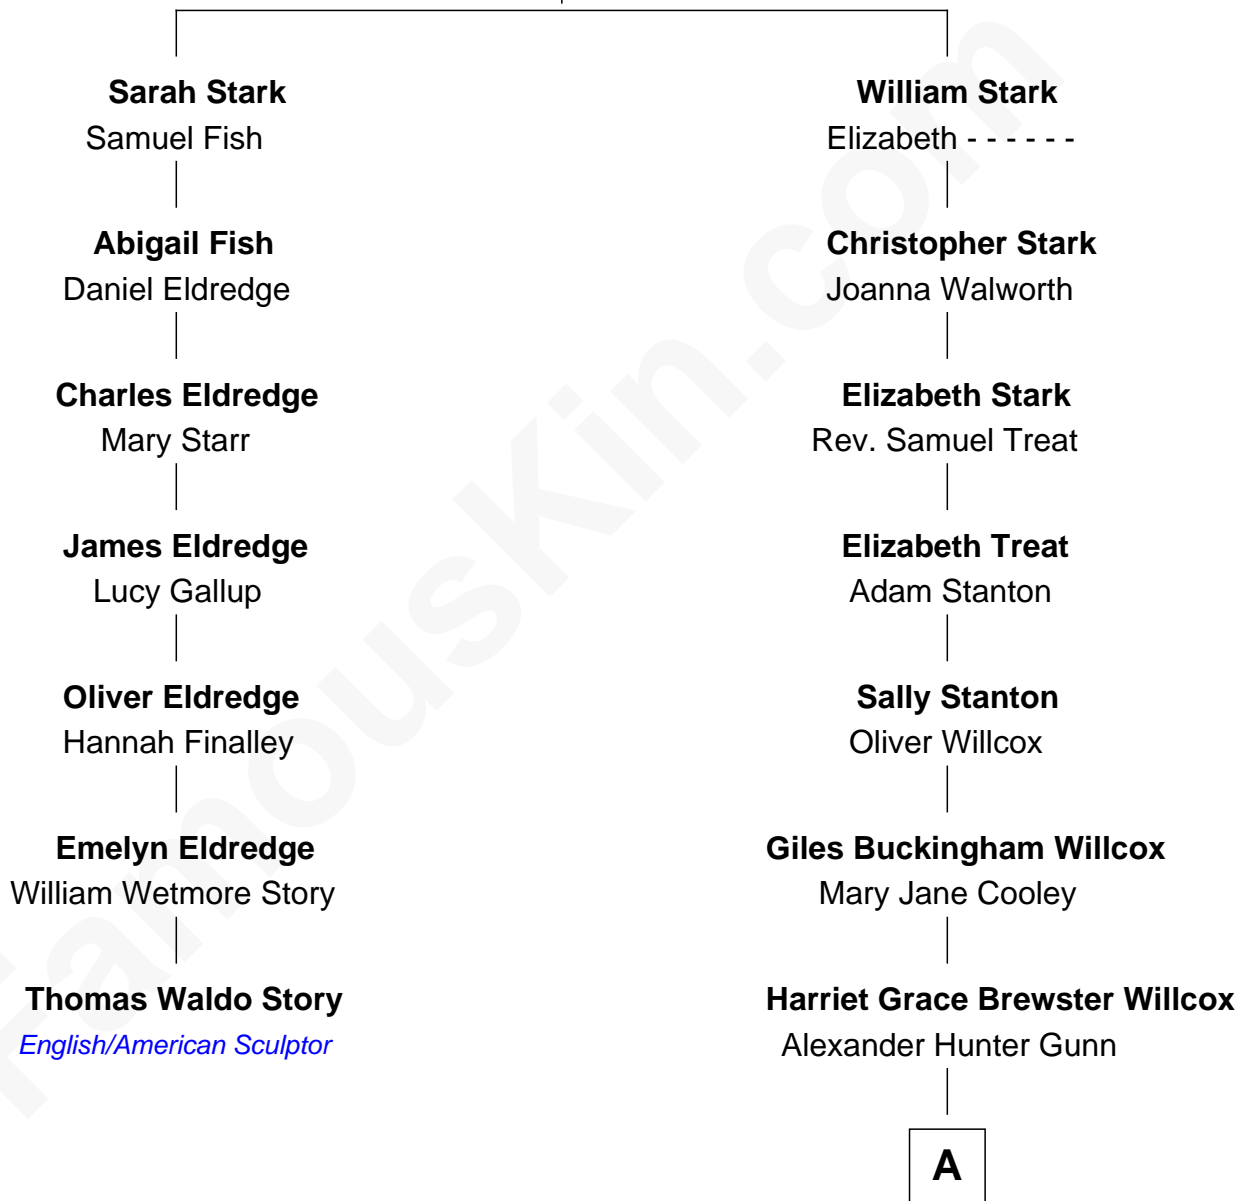 Sarah Stark
Samuel Fish
Abigail Fish
Daniel Eldredge
Charles Eldredge
Mary Starr
James Eldredge
Lucy Gallup
Oliver Eldredge
Hannah Finalley
Emelyn Eldredge
William Wetmore Story
Thomas Waldo Story
English/American Sculptor
William Stark
Elizabeth - - - - - -
Christopher Stark
Joanna Walworth
Elizabeth Stark
Rev. Samuel Treat
Elizabeth Treat
Adam Stanton
Sally Stanton
Oliver Willcox
Giles Buckingham Willcox
Mary Jane Cooley
Harriet Grace Brewster Willcox
Alexander Hunter Gunn
A
FamousKin.com